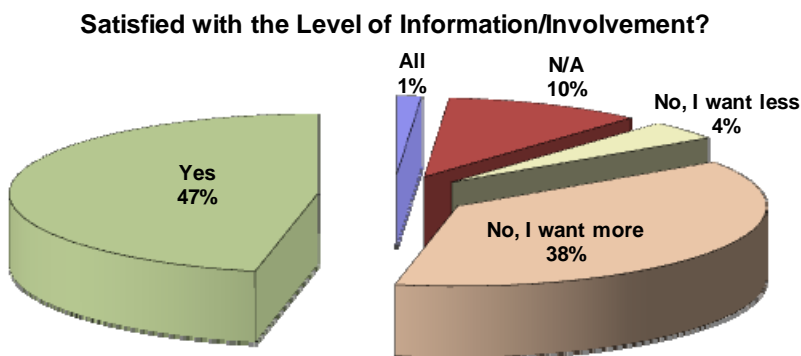 Satisfied with the Level of Information/Involvement?
All
1%
N/A
10%
No, I want less
4%
Yes
47%
No, I want more
38%